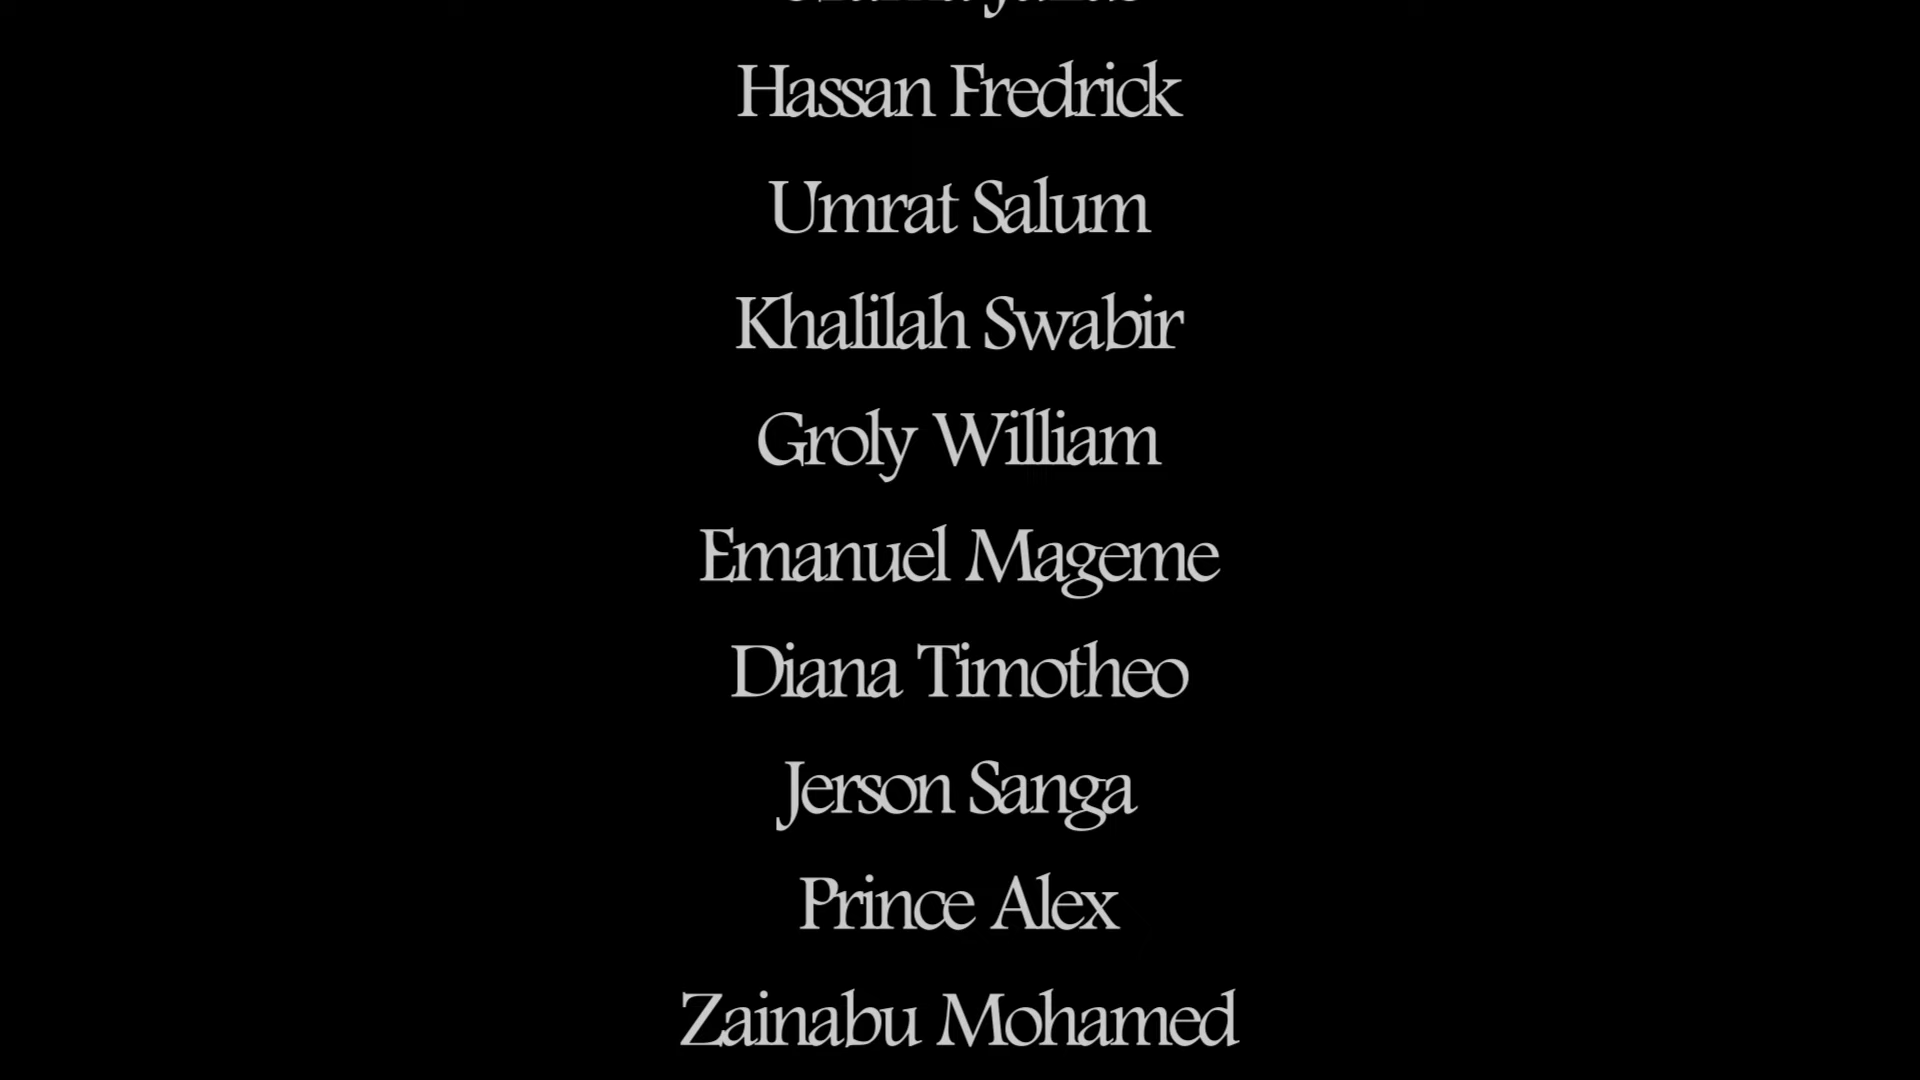 Hassan Fredrick
Umrat Salum
Khalilah Swabir
Groly William
Emanuel Mageme
Diana Timotheo
Jerson Sanga
Prince Alex
Zainabu Mohamed